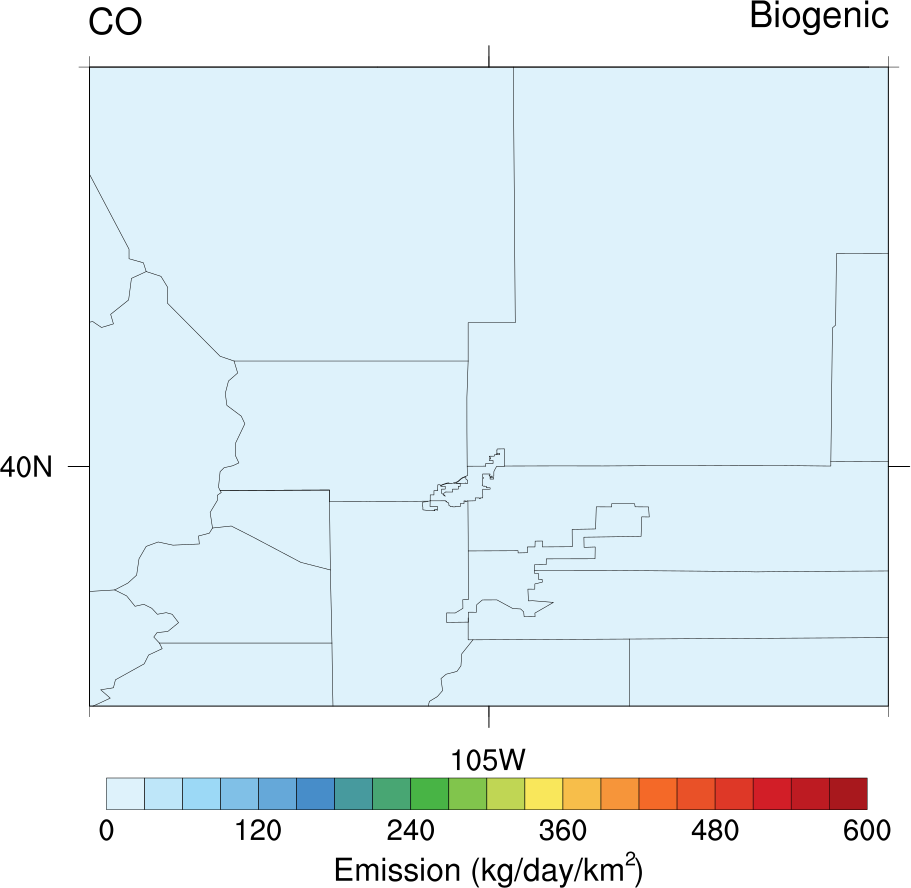 CO Biogenic
40N
105W
0 120 240 360 480 600
Emission (kg/day/km²)